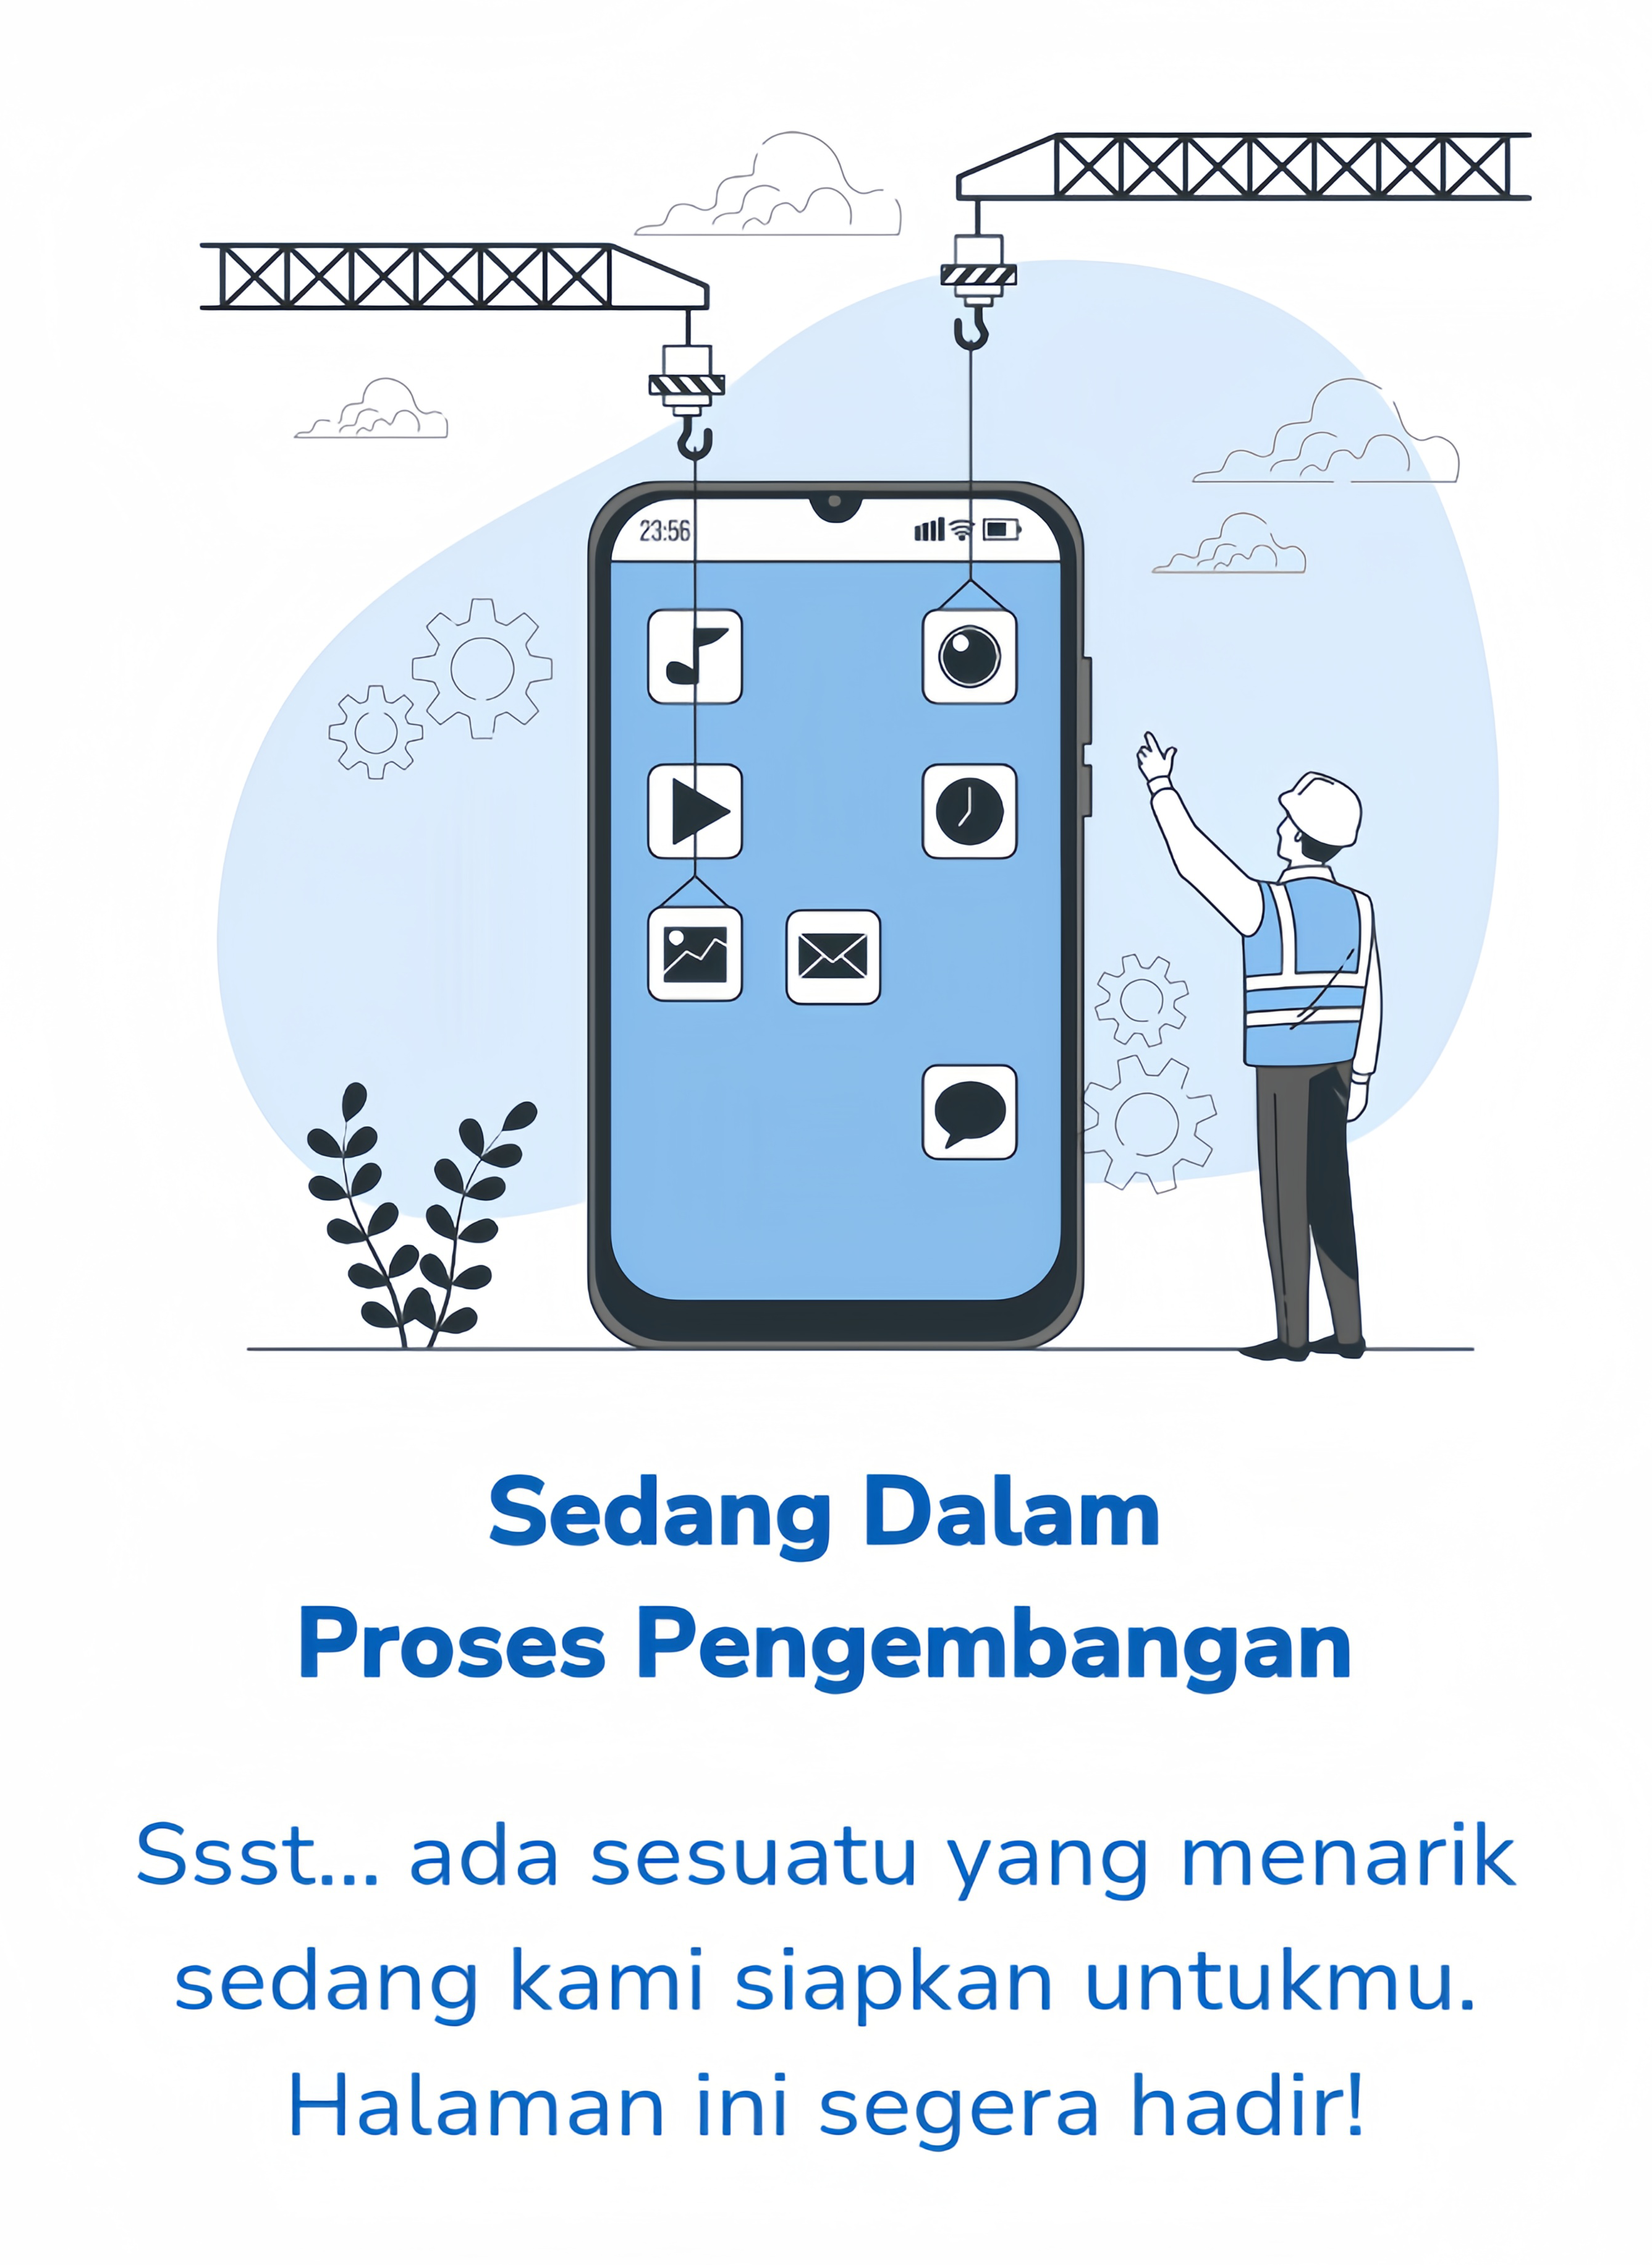 23:56
Sedang Dalam
Proses Pengembangan
Ssst... ada sesuatu yang menarik
sedang kami siapkan untukmu.
Halaman ini segera hadir!